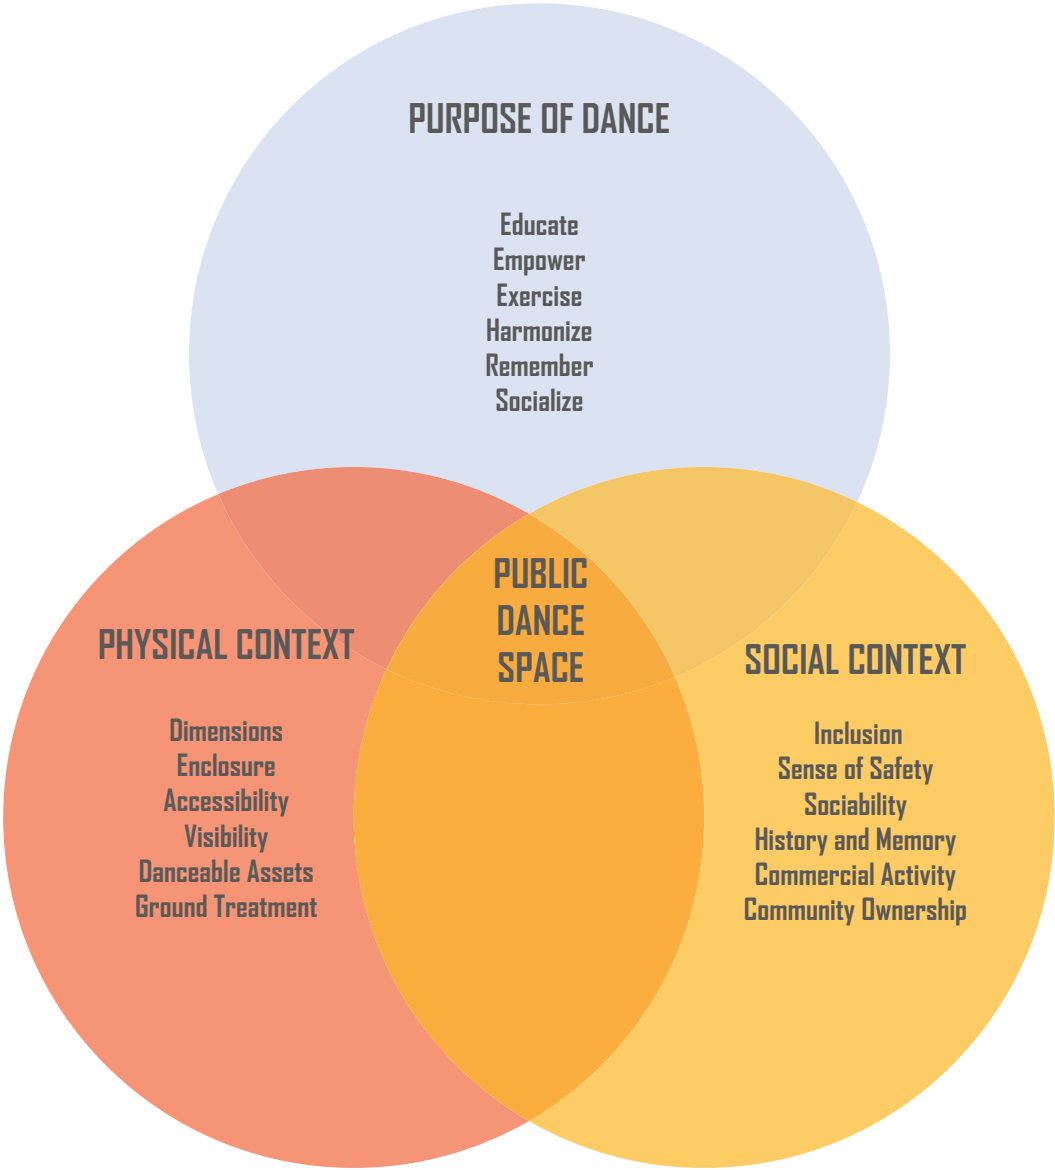 PURPOSE OF DANCE
Educate
Empower
Exercise
Harmonize
Remember
Socialize
PUBLIC
DANCE
SPACE
PHYSICAL CONTEXT
Dimensions
Enclosure
Accessibility
Visibility
Danceable Assets
Ground Treatment
SOCIAL CONTEXT
Inclusion
Sense of Safety
Sociability
History and Memory
Commercial Activity
Community Ownership